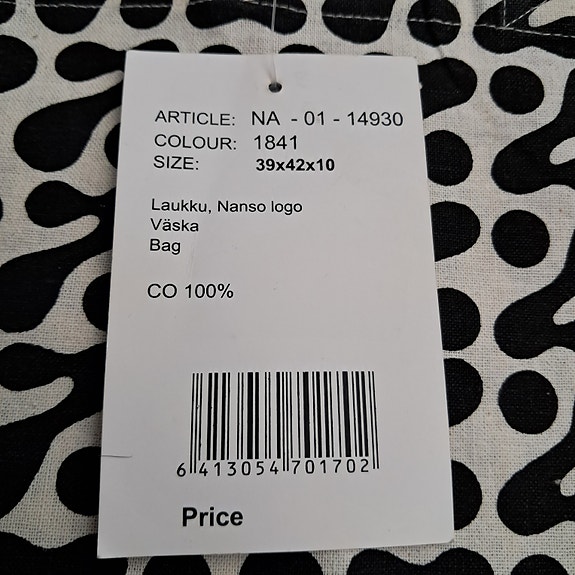 ARTICLE: NA - 01 - 14930
COLOUR: 1841
SIZE: 39x42x10
Laukku, Nanso logo
Väska
Bag
CO 100%
6 413054 701702
Price